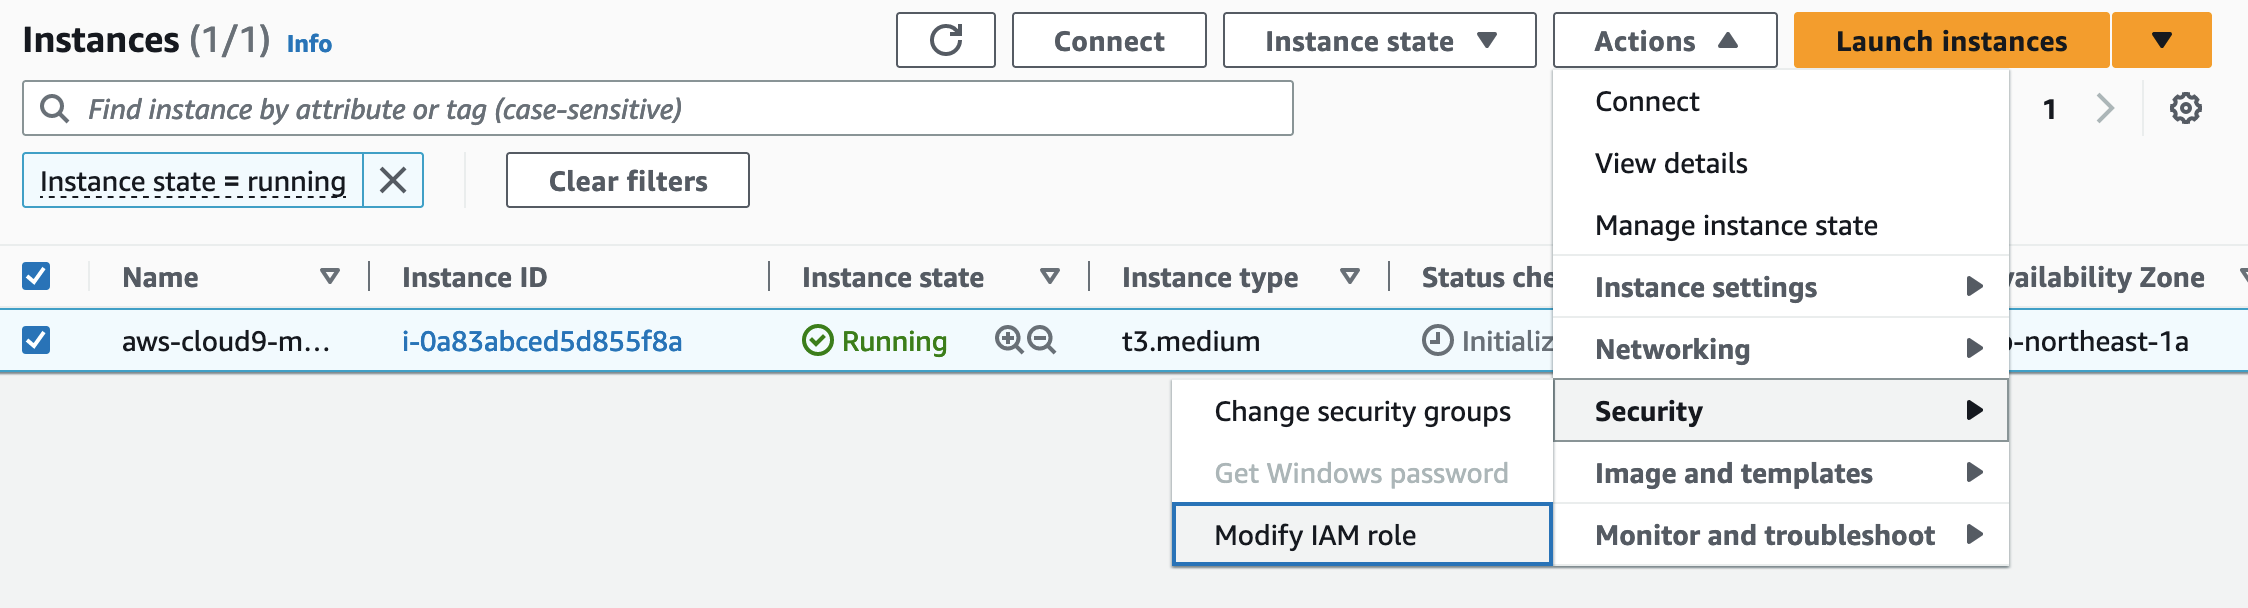 Instances (1/1) Info
Connect
Instance state
Actions
Launch instances
Find instance by attribute or tag (case-sensitive)
1
Instance state = running
Clear filters
Connect
View details
Manage instance state
Instance settings
Networking
Security
Image and templates
Monitor and troubleshoot
Change security groups
Get Windows password
Modify IAM role
Name
Instance ID
Instance state
Instance type
Status che
vailability Zone
aws-cloud9-m...
i-0a83abced5d855f8a
Running
t3.medium
Initializ
-northeast-1a